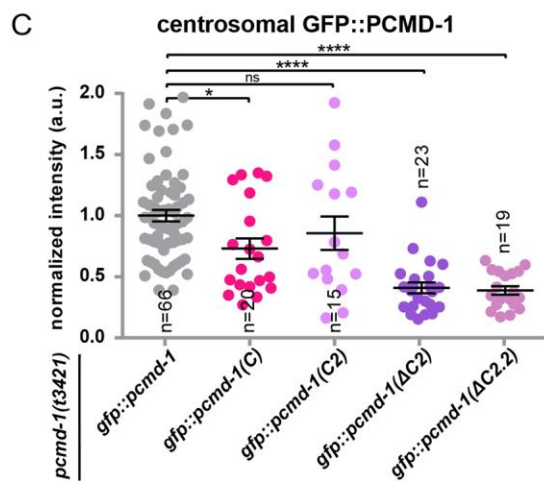 C
centrosomal GFP::PCMD-1
****
****
ns
*
normalized intensity (a.u.)
2.0
1.5
1.0
0.5
0.0
n=66
n=20
n=15
n=23
n=19
pcmd-1(t3421)
gfp::pcmd-1
gfp::pcmd-1(C)
gfp::pcmd-1(C2)
gfp::pcmd-1(ΔC2)
gfp::pcmd-1(ΔC2.2)